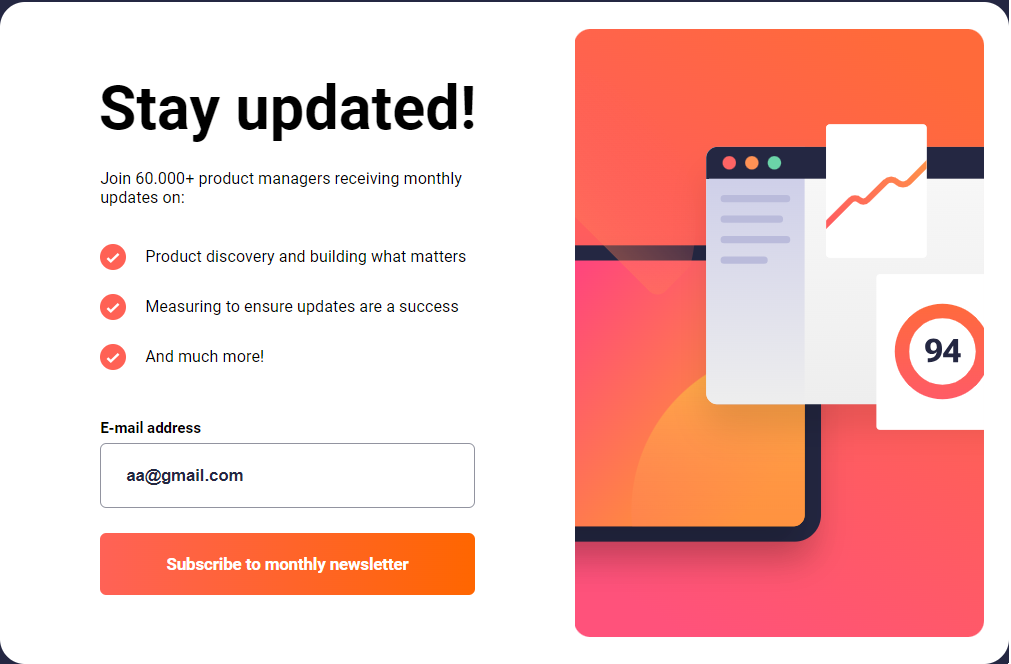 Stay updated!
Join 60.000+ product managers receiving monthly
updates on:
Product discovery and building what matters
Measuring to ensure updates are a success
And much more!
E-mail address
aa@gmail.com
Subscribe to monthly newsletter
94